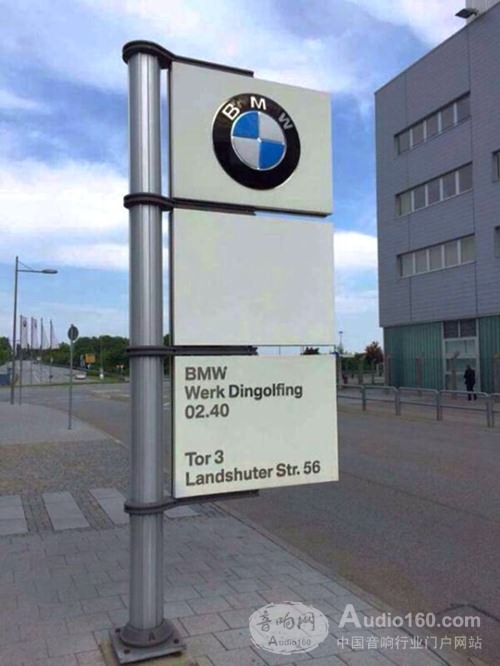 BMW
BMW
Werk Dingolfing
02.40
Tor 3
Landshuter Str. 56
音响网
Audio160
Audio160.com
中国音响行业门户网站